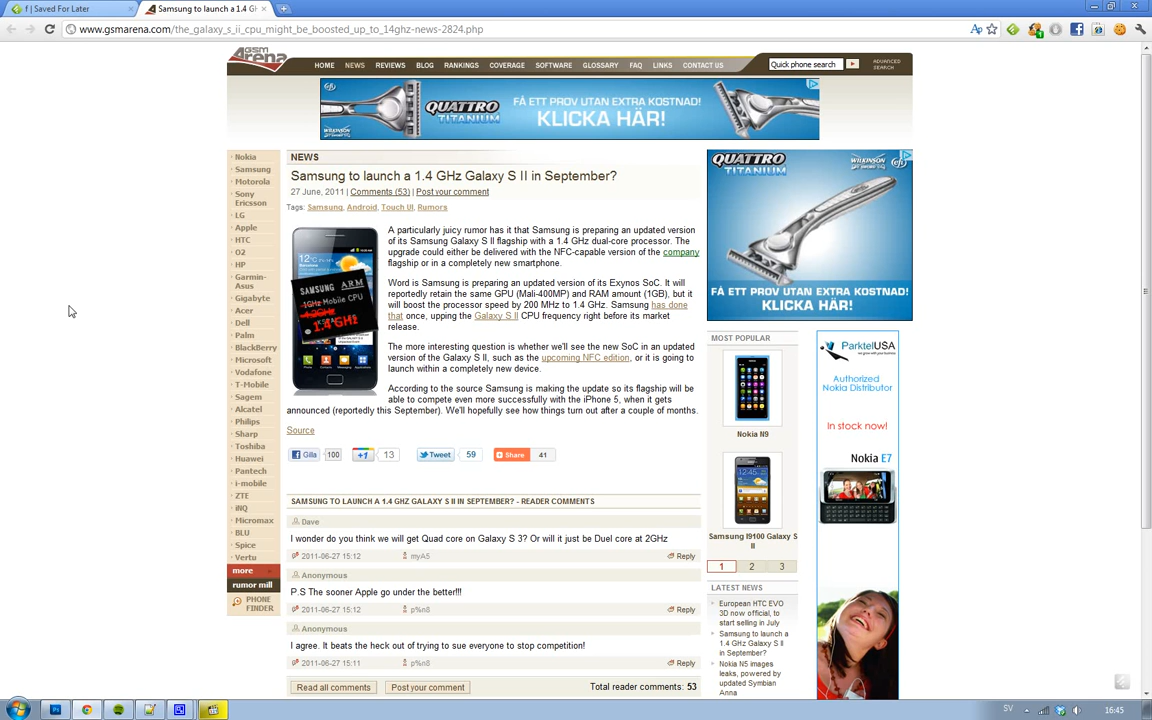 f | Saved For Later
Samsung to launch a 1.4 G
www.gsmarena.com/the_galaxy_s_ii_cpu_might_be_boosted_up_to_14ghz-news-2824.php
GSM
Arena
HOME NEWS REVIEWS BLOG RANKINGS COVERAGE SOFTWARE GLOSSARY FAQ LINKS CONTACT US
Quick phone search
ADVANCED
SEARCH
QUATTRO
TITANIUM
FÅ ETT PROV UTAN EXTRA KOSTNAD!
KLICKA HÄR!
WILKINSON
Nokia
Samsung
Motorola
Sony
Ericsson
LG
Apple
HTC
O2
HP
Garmin-
Asus
Gigabyte
Acer
Dell
Palm
BlackBerry
Microsoft
Vodafone
T-Mobile
Sagem
Alcatel
Philips
Sharp
Toshiba
Huawei
Pantech
i-mobile
ZTE
iNQ
Micromax
BLU
Spice
Vertu
more
rumor mill
PHONE
FINDER
NEWS
Samsung to launch a 1.4 GHz Galaxy S II in September?
27 June, 2011 | Comments (53) | Post your comment
Tags: Samsung, Android, Touch UI, Rumors
SAMSUNG ARM
1GHz Mobile CPU
1.2GHz
1.4 GHz
A particularly juicy rumor has it that Samsung is preparing an updated version
of its Samsung Galaxy S II flagship with a 1.4 GHz dual-core processor. The
upgrade could either be delivered with the NFC-capable version of the company
flagship or in a completely new smartphone.
Word is Samsung is preparing an updated version of its Exynos SoC. It will
reportedly retain the same GPU (Mali-400MP) and RAM amount (1GB), but it
will boost the processor speed by 200 MHz to 1.4 GHz. Samsung has done
that once, upping the Galaxy S II CPU frequency right before its market
release.
The more interesting question is whether we'll see the new SoC in an updated
version of the Galaxy S II, such as the upcoming NFC edition, or it is going to
launch within a completely new device.
According to the source Samsung is making the update so its flagship will be
able to compete even more successfully with the iPhone 5, when it gets
announced (reportedly this September). We'll hopefully see how things turn out after a couple of months.
Source
Gilla 100 +1 13 Tweet 59 Share 41
SAMSUNG TO LAUNCH A 1.4 GHZ GALAXY S II IN SEPTEMBER? - READER COMMENTS
Dave
I wonder do you think we will get Quad core on Galaxy S 3? Or will it just be Duel core at 2GHz
2011-06-27 15:12 myA5 Reply
Anonymous
P.S The sooner Apple go under the better!!!
2011-06-27 15:12 p%n8 Reply
Anonymous
I agree. It beats the heck out of trying to sue everyone to stop competition!
2011-06-27 15:11 p%n8 Reply
Read all comments Post your comment Total reader comments: 53
QUATTRO
TITANIUM
WILKINSON
FÅ ETT PROV UTAN EXTRA KOSTNAD!
KLICKA HÄR!
MOST POPULAR
Nokia N9
Samsung I9100 Galaxy S
II
1 2 3
LATEST NEWS
European HTC EVO
3D now official, to
start selling in July
Samsung to launch a
1.4 GHz Galaxy S II
in September?
Nokia N5 images
leaks, powered by
updated Symbian
Anna
ParktelUSA
Authorized
Nokia Distributor
In stock now!
Nokia E7
SV 16:45